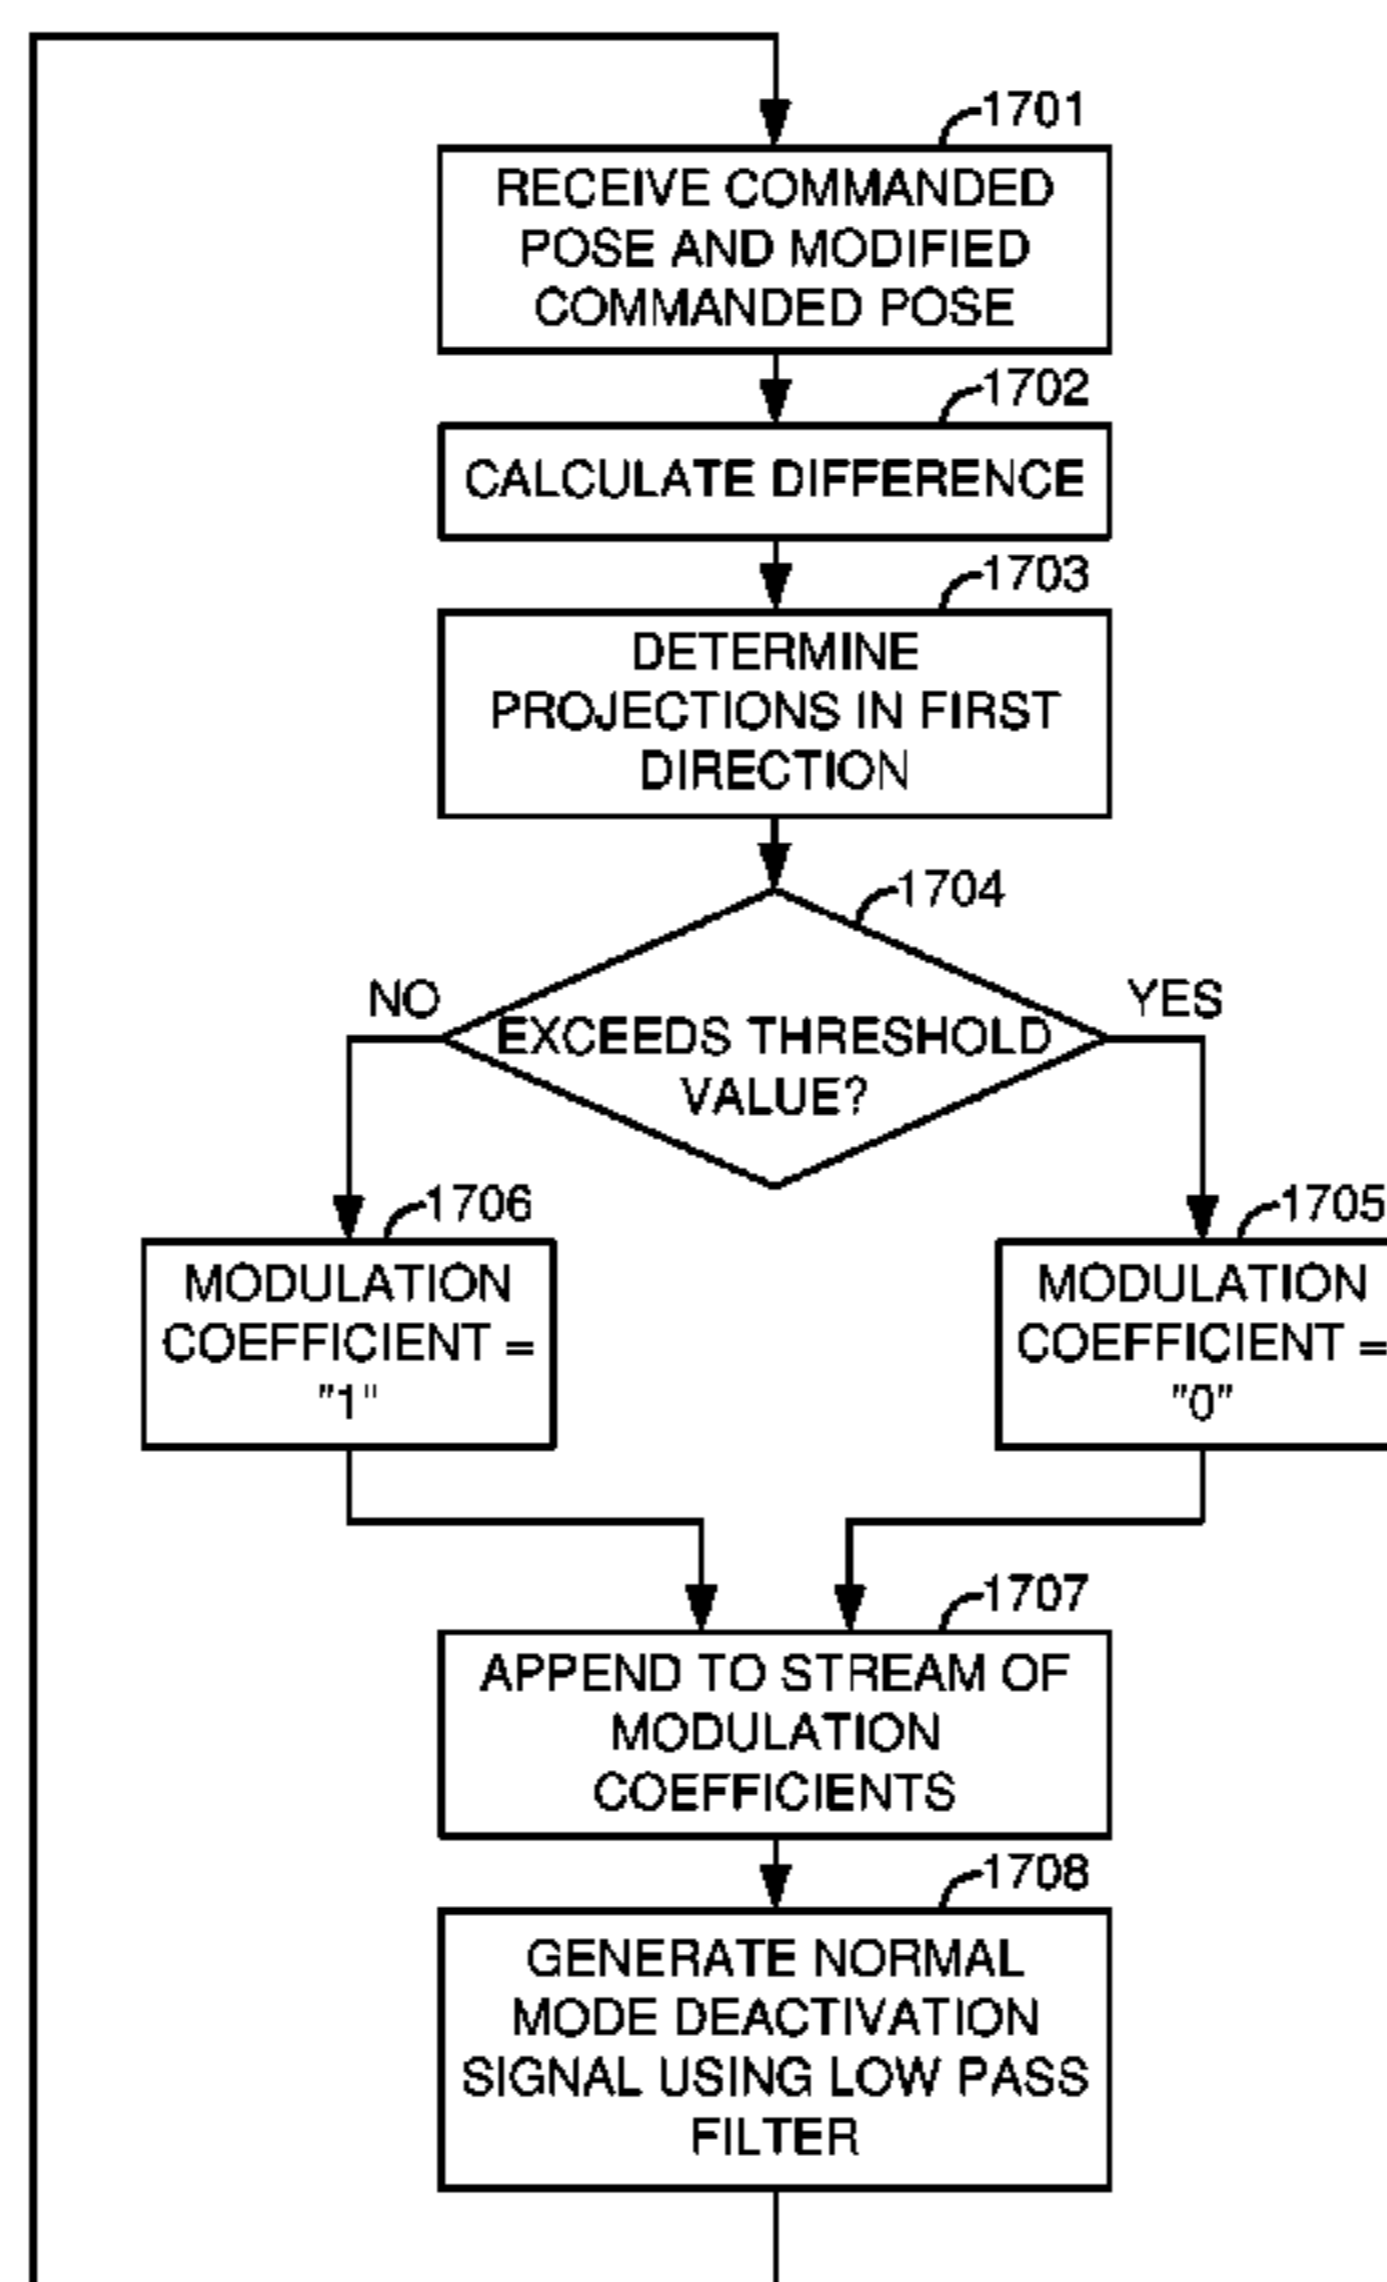 1701
RECEIVE COMMANDED
POSE AND MODIFIED
COMMANDED POSE
1702
CALCULATE DIFFERENCE
1703
DETERMINE
PROJECTIONS IN FIRST
DIRECTION
1704
NO
YES
EXCEEDS THRESHOLD
VALUE?
1706
MODULATION
COEFFICIENT =
"1"
1705
MODULATION
COEFFICIENT =
"0"
1707
APPEND TO STREAM OF
MODULATION
COEFFICIENTS
1708
GENERATE NORMAL
MODE DEACTIVATION
SIGNAL USING LOW PASS
FILTER